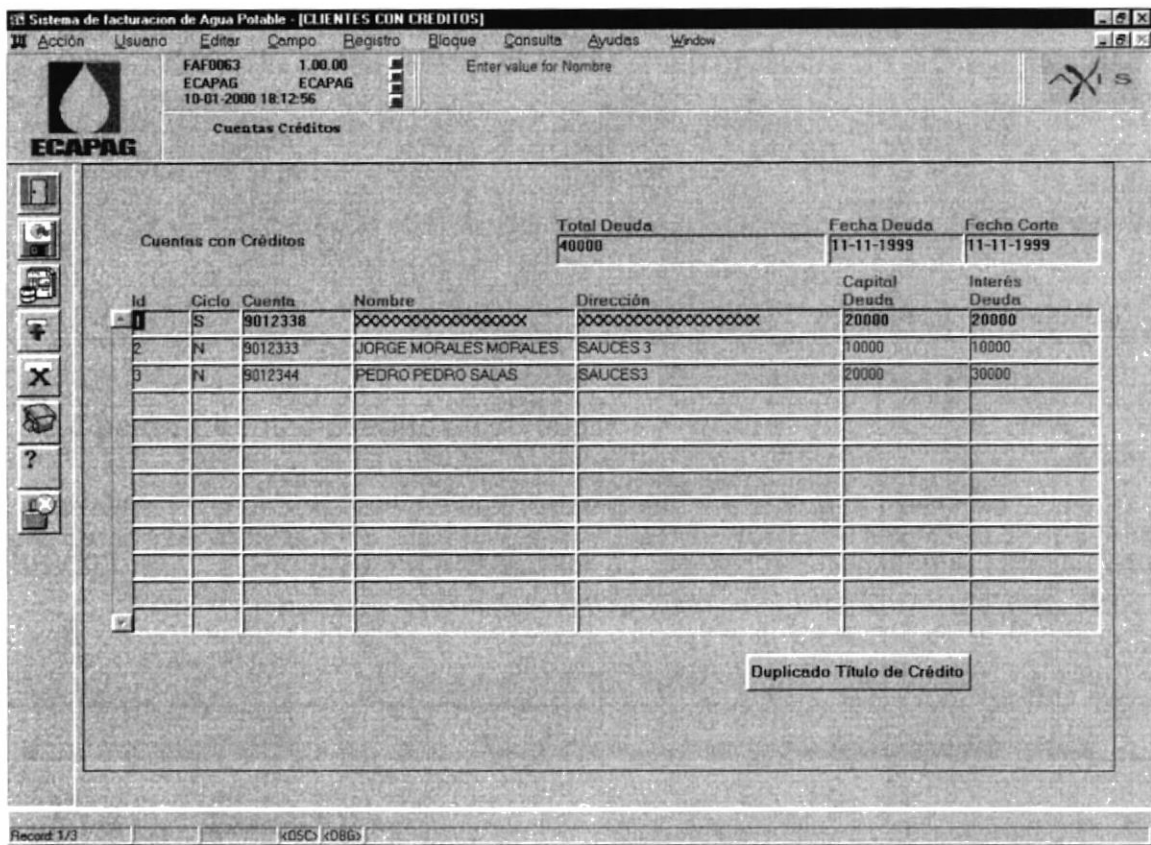 Sistema de facturacion de Agua Potable - [CLIENTES CON CREDITOS]
Acción Usuario Editar Campo Registro Bloque Consulta Ayudas Window
FAF0063 1.00.00
ECAPAG ECAPAG
10-01-2000 18:12:56
Enter value for Nombre
AXIS
ECAPAG
Cuentas Créditos
Cuentas con Créditos
Total Deuda Fecha Deuda Fecha Corte
40000 11-11-1999 11-11-1999
Id Ciclo Cuenta Nombre Dirección Capital Deuda Interés Deuda
1 S 9012338 XXXXXXXXXXXXXXXXX XXXXXXXXXXXXXXXXXX 20000 20000
2 N 9012333 JORGE MORALES MORALES SAUCES 3 10000 10000
3 N 9012344 PEDRO PEDRO SALAS SAUCES3 20000 30000
?
Duplicado Título de Crédito
Record: 1/3 <OSC> <DBG>